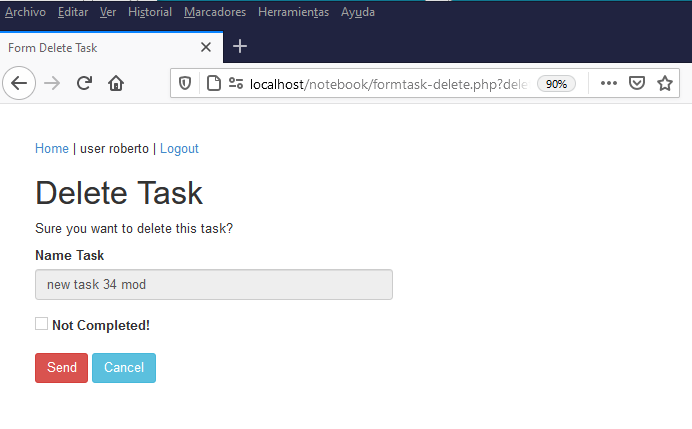 Archivo Editar Ver Historial Marcadores Herramientas Ayuda
Form Delete Task
localhost/notebook/formtask-delete.php?dele 90%
Home | user roberto | Logout
Delete Task
Sure you want to delete this task?
Name Task
new task 34 mod
Not Completed!
Send Cancel